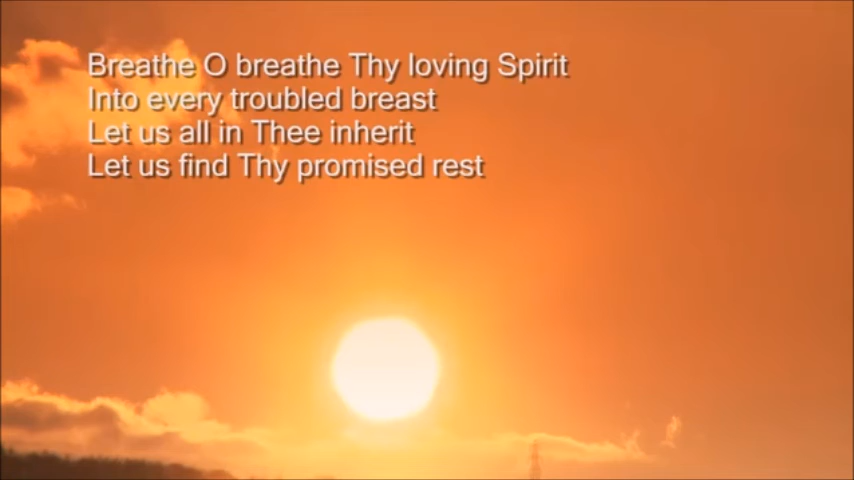 Breathe O breathe Thy loving Spirit
Into every troubled breast
Let us all in Thee inherit
Let us find Thy promised rest